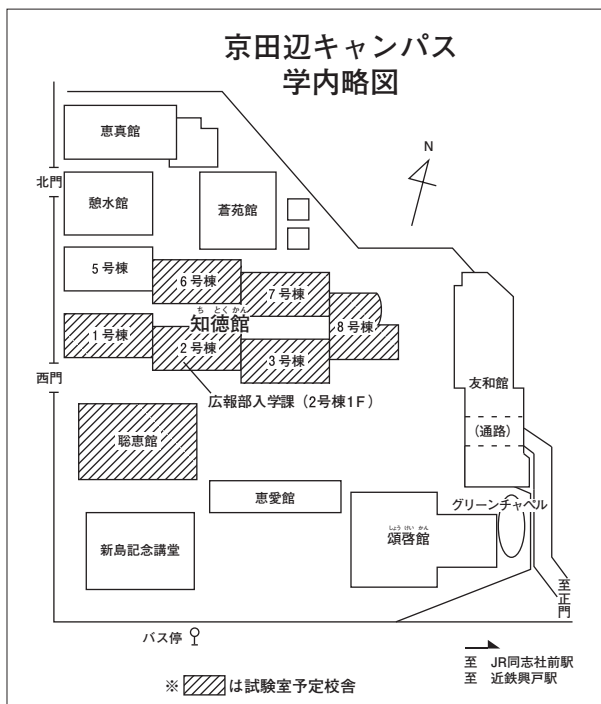 京田辺キャンパス
学内略図
恵真館
N
北門
憩水館
蒼苑館
5号棟
6号棟
7号棟
ちとくかん
知德館
1号棟
2号棟
3号棟
8号棟
西門
広報部入学課(2号棟1F)
友和館
(通路)
聡恵館
恵愛館
グリーンチャペル
新島記念講堂
しょうけいかん
頌啓館
至正門
バス停
至 JR同志社前駅
至 近鉄興戸駅
※ は試験室予定校舎